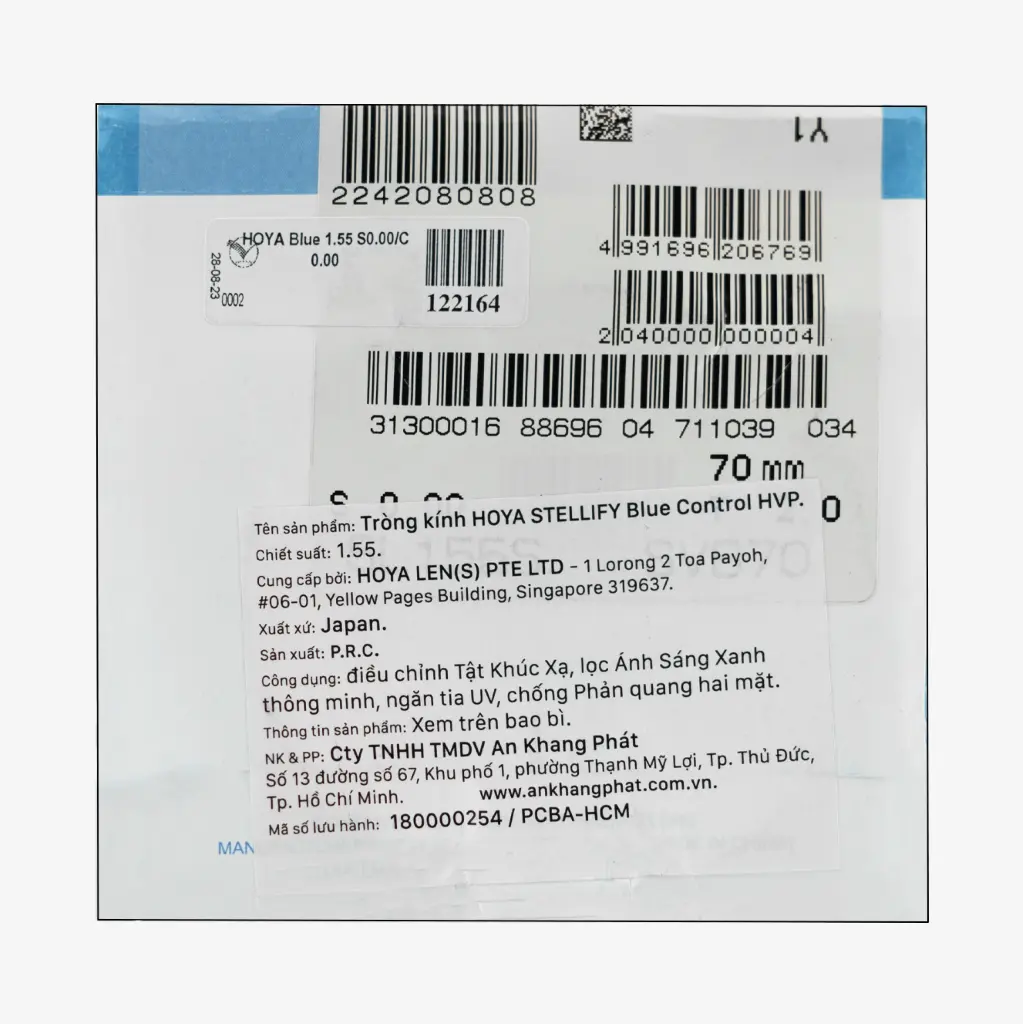 Y1
2242080808
4 991696 206769
HOYA Blue 1.55 S0.00/C
0.00
28-08-23
0002
122164
2 040000 000004
31300016 88696 04 711039 034
70 mm
S 0.00
0
Tên sản phẩm: Tròng kính HOYA STELLIFY Blue Control HVP.
Chiết suất: 1.55.
Cung cấp bởi: HOYA LEN(S) PTE LTD - 1 Lorong 2 Toa Payoh,
#06-01, Yellow Pages Building, Singapore 319637.
Xuất xứ: Japan.
Sản xuất: P.R.C.
Công dụng: điều chỉnh Tật Khúc Xạ, lọc Ánh Sáng Xanh
thông minh, ngăn tia UV, chống Phản quang hai mặt.
Thông tin sản phẩm: Xem trên bao bì.
NK & PP: Cty TNHH TMDV An Khang Phát
Số 13 đường số 67, Khu phố 1, phường Thạnh Mỹ Lợi, Tp. Thủ Đức,
Tp. Hồ Chí Minh. www.ankhangphat.com.vn.
Mã số lưu hành: 180000254 / PCBA-HCM
MAN